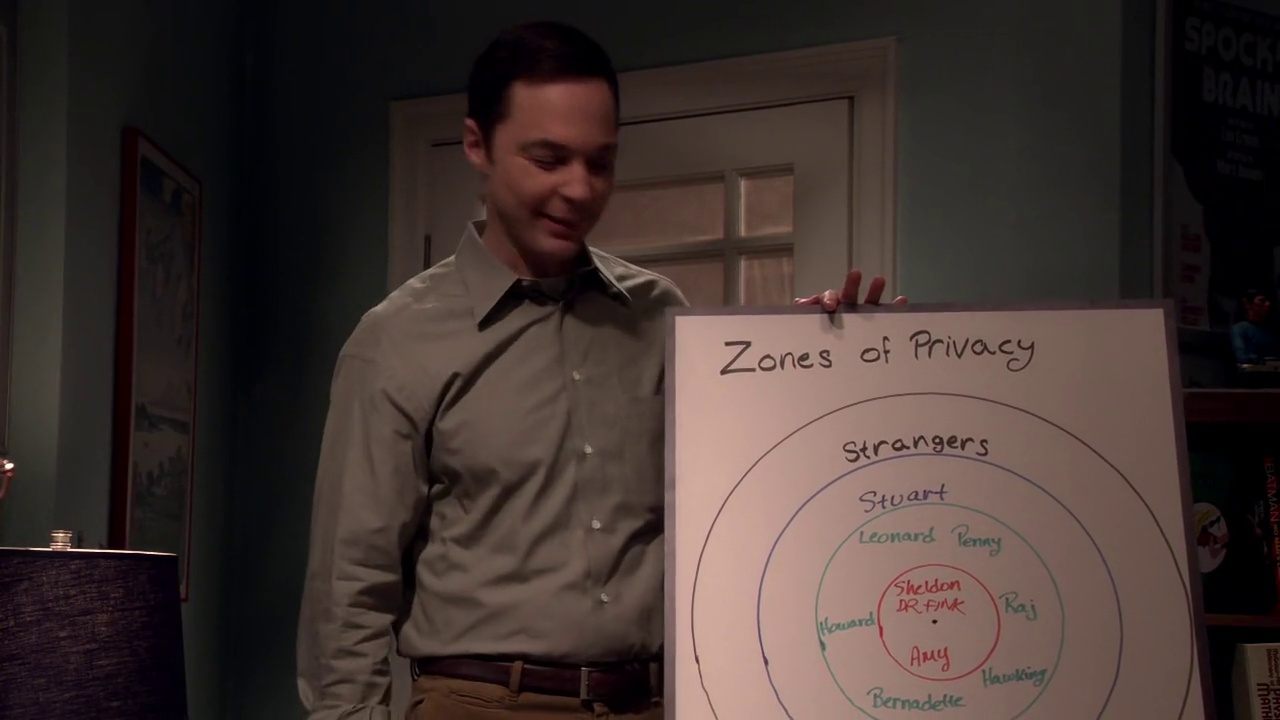 SPOCK'S
BRAIN
Zones of Privacy
Strangers
Stuart
Leonard Penny
Sheldon
DR. FINK
Howard
Raj
Amy
Hawking
Bernadette